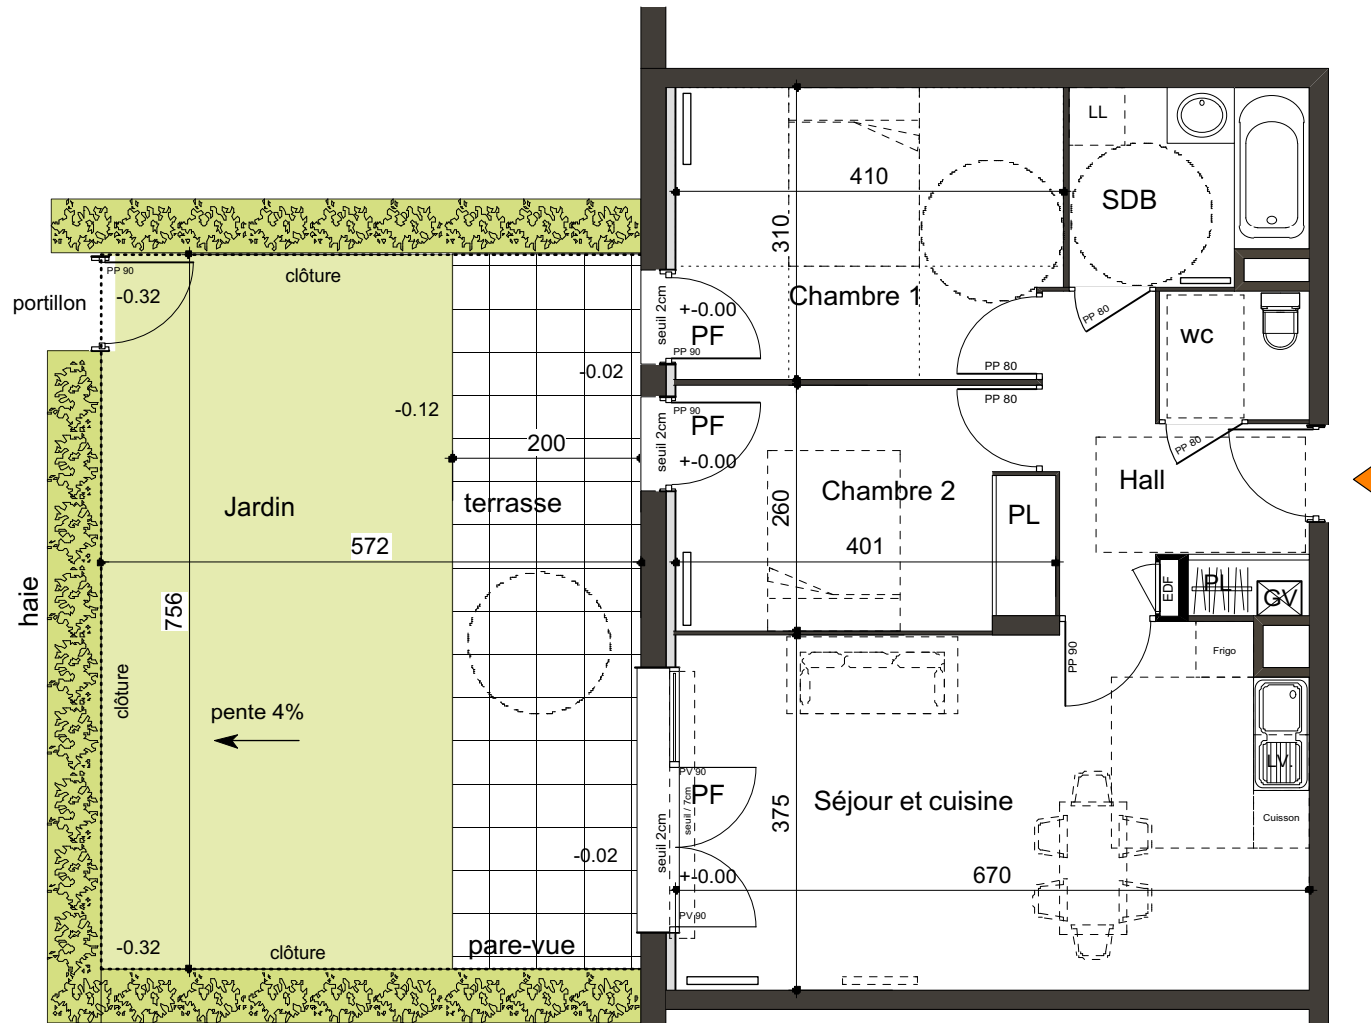 LL
SDB
410
310
clôture
PP 90
-0.32
portillon
Chambre 1
+-0.00
PF
PP 90
seuil 2cm
PP 80
PP 80
wc
-0.02
-0.12
PP 80
PP 90
PF
+-0.00
seuil 2cm
PP 80
200
Jardin
terrasse
Chambre 2
260
401
PL
Hall
572
756
haie
EDF
PL
GV
PP 90
Frigo
clôture
pente 4%
PV 90
PF
seuil / 7cm
seuil 2cm
Séjour et cuisine
375
LV.
Cuisson
-0.02
+-0.00
670
PV 90
-0.32
clôture
pare-vue